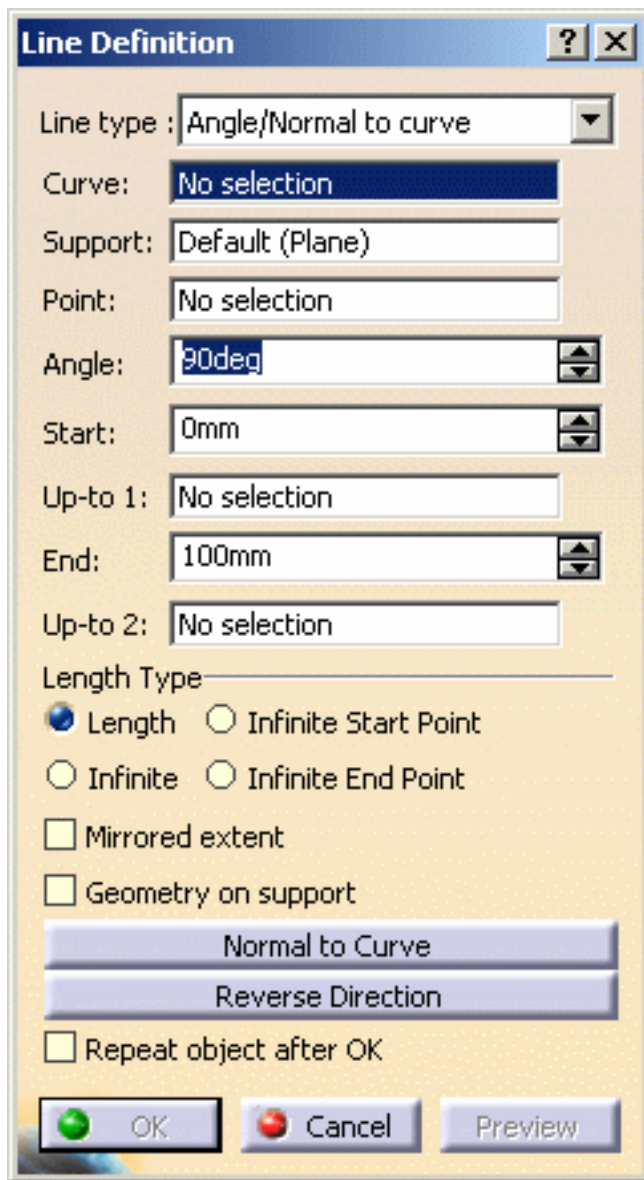 Line Definition ? X
Line type : Angle/Normal to curve
Curve: No selection
Support: Default (Plane)
Point: No selection
Angle: 90deg
Start: 0mm
Up-to 1: No selection
End: 100mm
Up-to 2: No selection
Length Type
Length Infinite Start Point
Infinite Infinite End Point
Mirrored extent
Geometry on support
Normal to Curve
Reverse Direction
Repeat object after OK
OK Cancel Preview